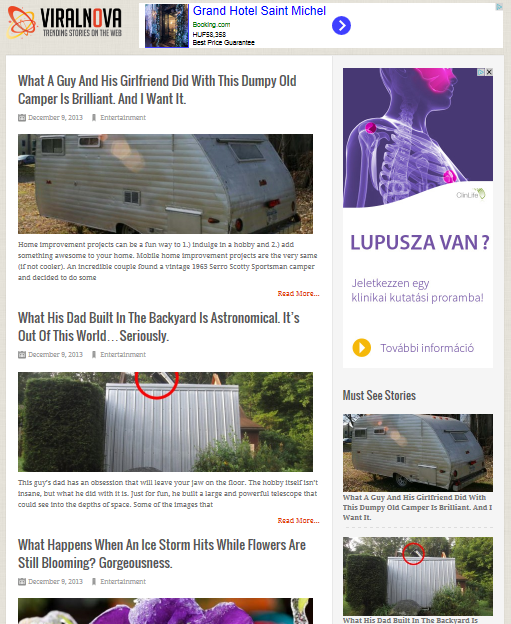 VIRALNOVA
TRENDING STORIES ON THE WEB
Grand Hotel Saint Michel
Booking.com
HUF58,358
Best Price Guarantee
What A Guy And His Girlfriend Did With This Dumpy Old
Camper Is Brilliant. And I Want It.
December 9, 2013 Entertainment
Home improvement projects can be a fun way to 1.) indulge in a hobby and 2.) add
something awesome to your home. Mobile home improvement projects are the very same
(if not cooler). An incredible couple found a vintage 1965 Serro Scotty Sportsman camper
and decided to do some
Read More...
What His Dad Built In The Backyard Is Astronomical. It's
Out Of This World…Seriously.
December 9, 2013 Entertainment
This guy's dad has an obsession that will leave your jaw on the floor. The hobby itself isn't
insane, but what he did with it is. Just for fun, he built a large and powerful telescope that
could see into the depths of space. Some of the images that
Read More...
What Happens When An Ice Storm Hits While Flowers Are
Still Blooming? Gorgeousness.
December 9, 2013 Entertainment
ClinLife
LUPUSZA VAN ?
Jeletkezzen egy
klinikai kutatási proramba!
További információ
Must See Stories
What A Guy And His Girlfriend Did With
This Dumpy Old Camper Is Brilliant. And I
Want It.
What His Dad Built In The Backyard Is